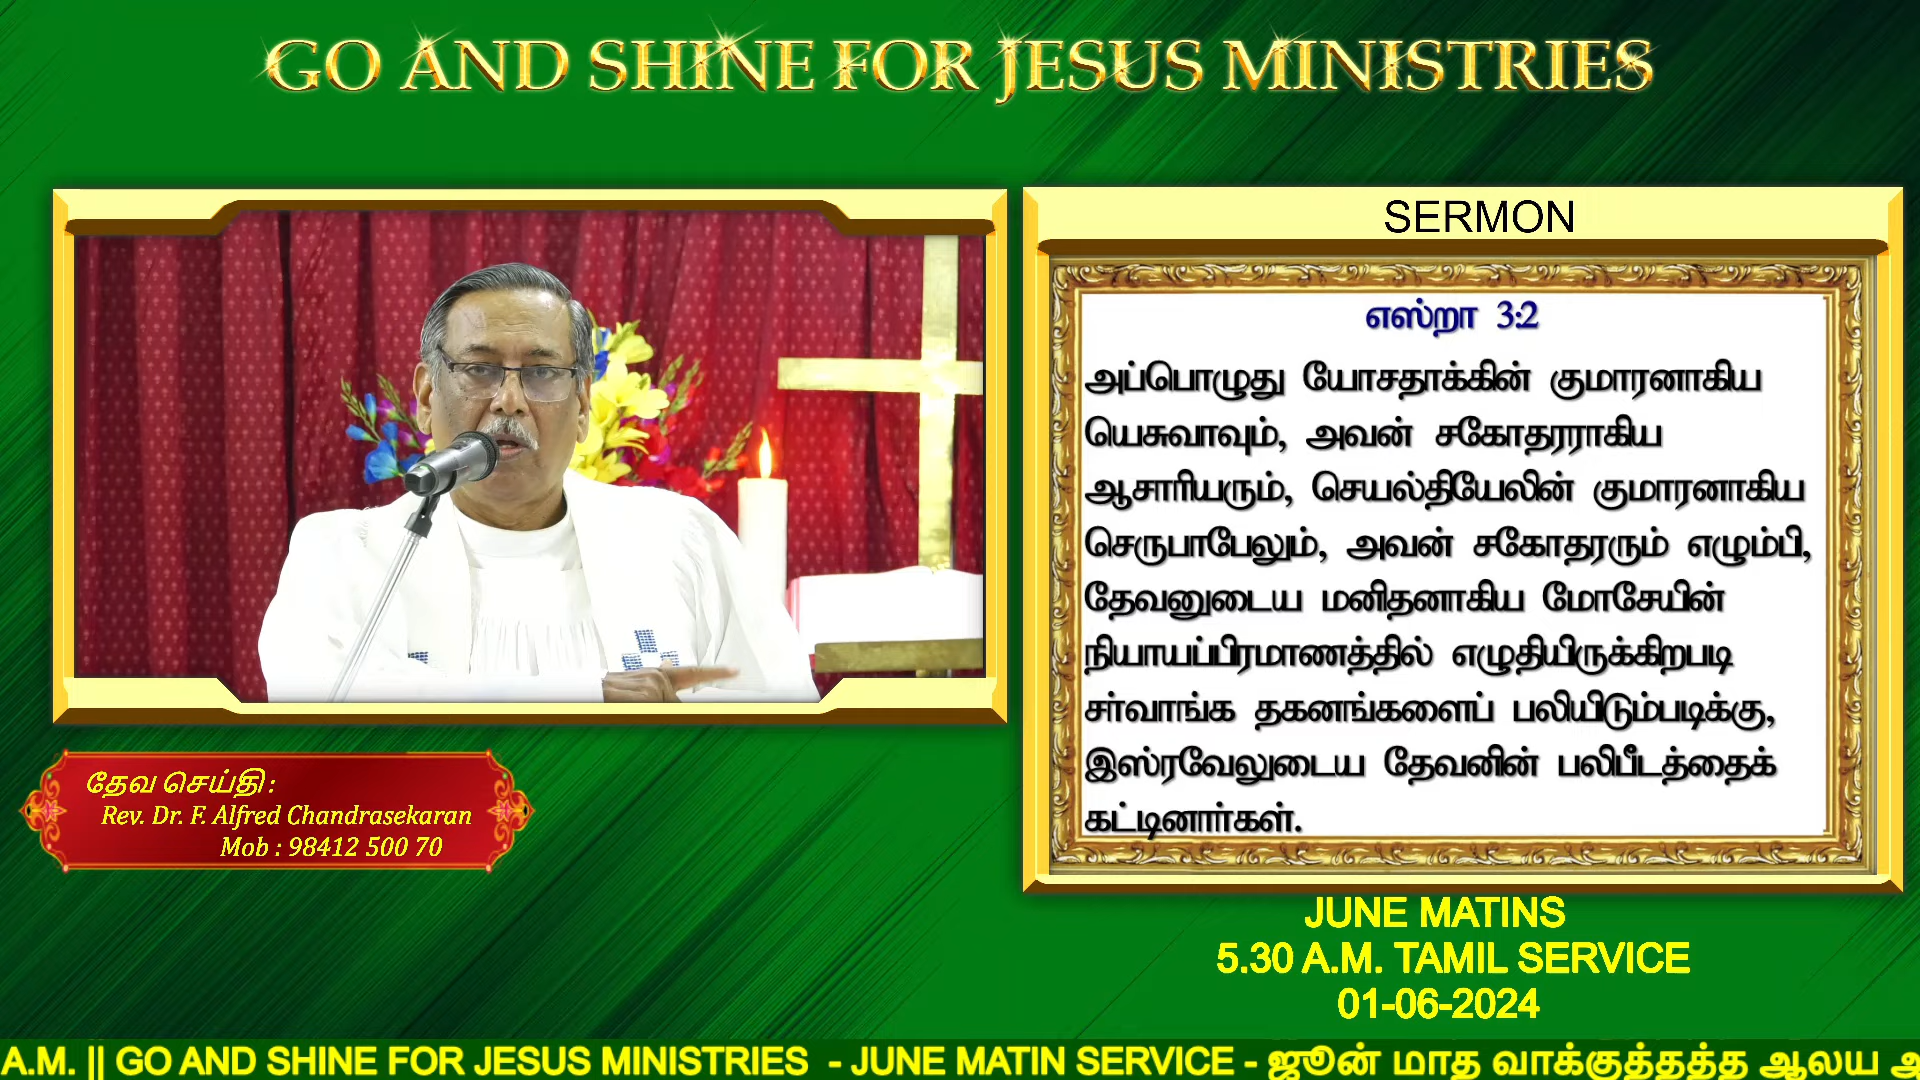 GO AND SHINE FOR JESUS MINISTRIES
SERMON
எஸ்றா 3:2
அப்பொழுது யோசதாக்கின் குமாரனாகிய
யெசுவாவும், அவன் சகோதரராகிய
ஆசாரியரும், செயல்தியேலின் குமாரனாகிய
செருபாபேலும், அவன் சகோதரரும் எழும்பி,
தேவனுடைய மனிதனாகிய மோசேயின்
நியாயப்பிரமாணத்தில் எழுதியிருக்கிறபடி
சர்வாங்க தகனங்களைப் பலியிடும்படிக்கு,
இஸ்ரவேலுடைய தேவனின் பலிபீடத்தைக்
கட்டினார்கள்.
தேவ செய்தி :
Rev. Dr. F. Alfred Chandrasekaran
Mob : 98412 500 70
JUNE MATINS
5.30 A.M. TAMIL SERVICE
01-06-2024
A.M. || GO AND SHINE FOR JESUS MINISTRIES - JUNE MATIN SERVICE - ஜூன் மாத வாக்குத்தத்த ஆலய